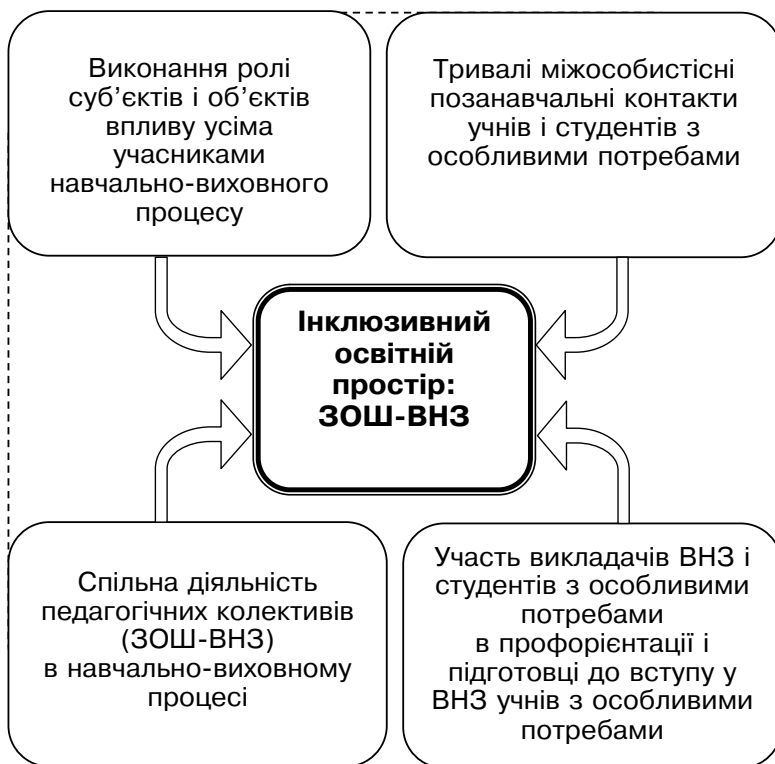 Виконання ролі
суб’єктів і об’єктів
впливу усіма
учасниками
навчально-виховного
процесу
Тривалі міжособистісні
позанавчальні контакти
учнів і студентів з
особливими потребами
Інклюзивний
освітній
простір:
ЗОШ-ВНЗ
Спільна діяльність
педагогічних колективів
(ЗОШ-ВНЗ)
в навчально-виховному
процесі
Участь викладачів ВНЗ і
студентів з особливими
потребами
в профорієнтації і
підготовці до вступу у
ВНЗ учнів з особливими
потребами